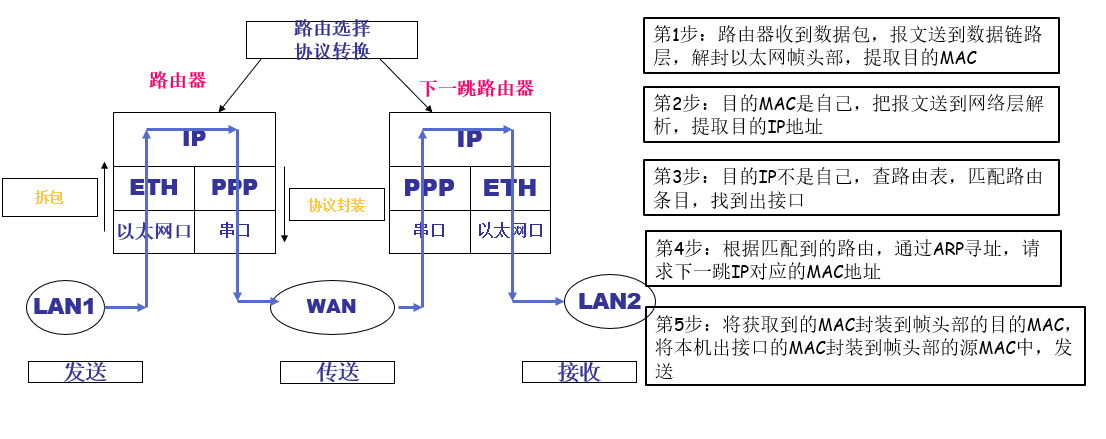 路由选择
协议转换
路由器
下一跳路由器
IP
ETH
PPP
以太网口
串口
拆包
协议封装
IP
PPP
ETH
串口
以太网口
LAN1
WAN
LAN2
发送
传送
接收
第1步：路由器收到数据包，报文送到数据链路
层，解封以太网帧头部，提取目的MAC
第2步：目的MAC是自己，把报文送到网络层解
析，提取目的IP地址
第3步：目的IP不是自己，查路由表，匹配路由
条目，找到出接口
第4步：根据匹配到的路由，通过ARP寻址，请
求下一跳IP对应的MAC地址
第5步：将获取到的MAC封装到帧头部的目的MAC，
将本机出接口的MAC封装到帧头部的源MAC中，发
送